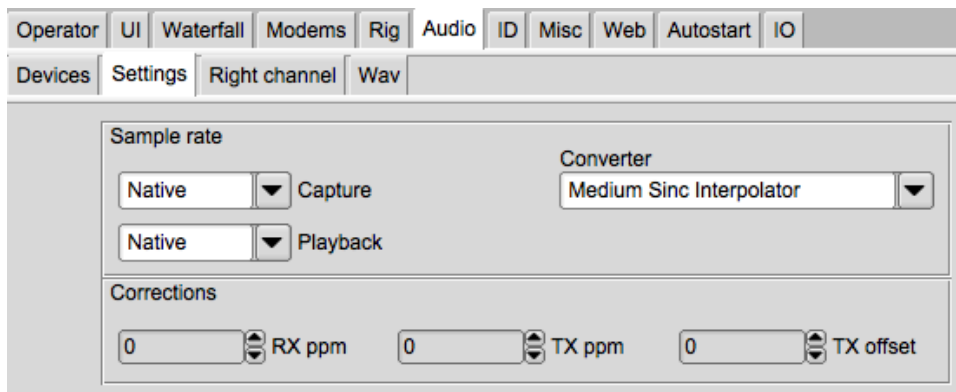 Operator UI Waterfall Modems Rig Audio ID Misc Web Autostart IO
Devices Settings Right channel Wav
Sample rate
Converter
Native Capture Medium Sinc Interpolator
Native Playback
Corrections
0 RX ppm 0 TX ppm 0 TX offset